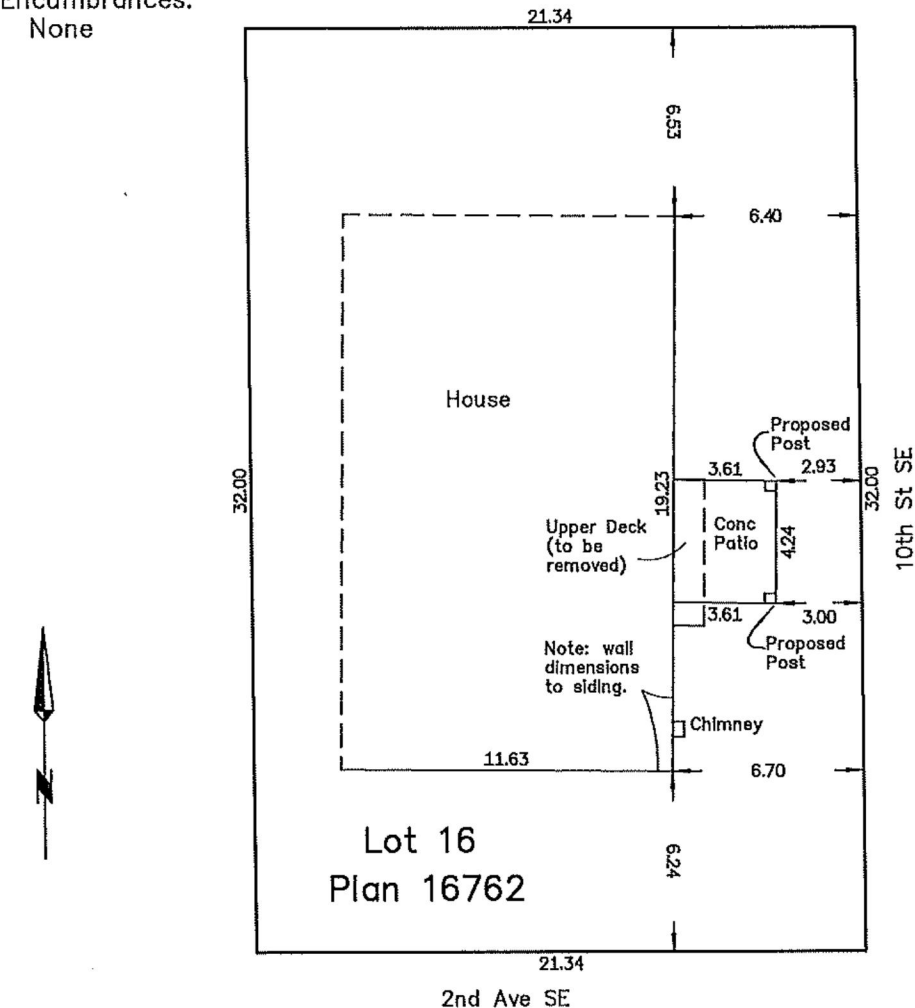 Encumbrances:
None
21.34
6.53
6.40
House
Proposed
Post
3.61
2.93
32.00
19.23
32.00
10th St SE
Upper Deck
(to be
removed)
Conc
Patio
4.24
3.61
3.00
Proposed
Post
Note: wall
dimensions
to siding.
Chimney
11.63
6.70
N
Lot 16
Plan 16762
6.24
21.34
2nd Ave SE